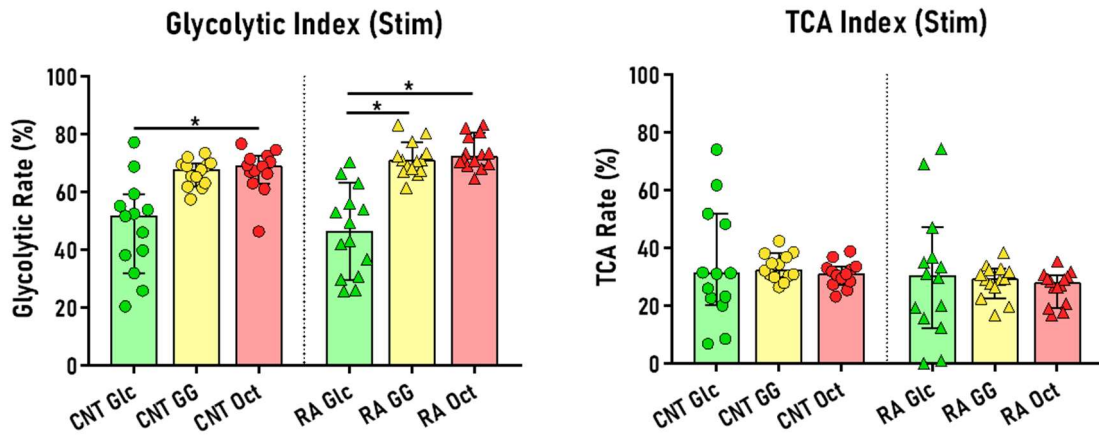 Glycolytic Index (Stim)
Glycolytic Rate (%)
100
80
60
40
20
0
*
*
*
CNT Glc
CNT GG
CNT Oct
RA Glc
RA GG
RA Oct
TCA Index (Stim)
TCA Rate (%)
100
80
60
40
20
0
CNT Glc
CNT GG
CNT Oct
RA Glc
RA GG
RA Oct